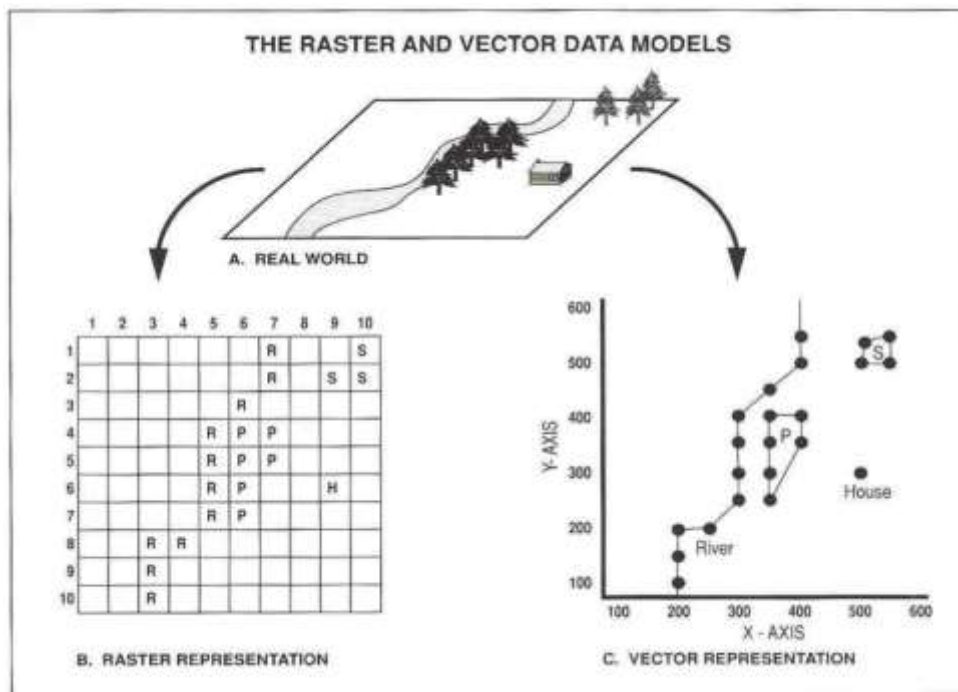 THE RASTER AND VECTOR DATA MODELS
A. REAL WORLD
1 2 3 4 5 6 7 8 9 10
1 R S
2 R S S
3 R
4 R P P
5 R P P
6 R P H
7 R P
8 R R
9 R
10 R
B. RASTER REPRESENTATION
600
500
400
300
200
100
Y-AXIS
S
P
House
River
100 200 300 400 500 600
X - AXIS
C. VECTOR REPRESENTATION